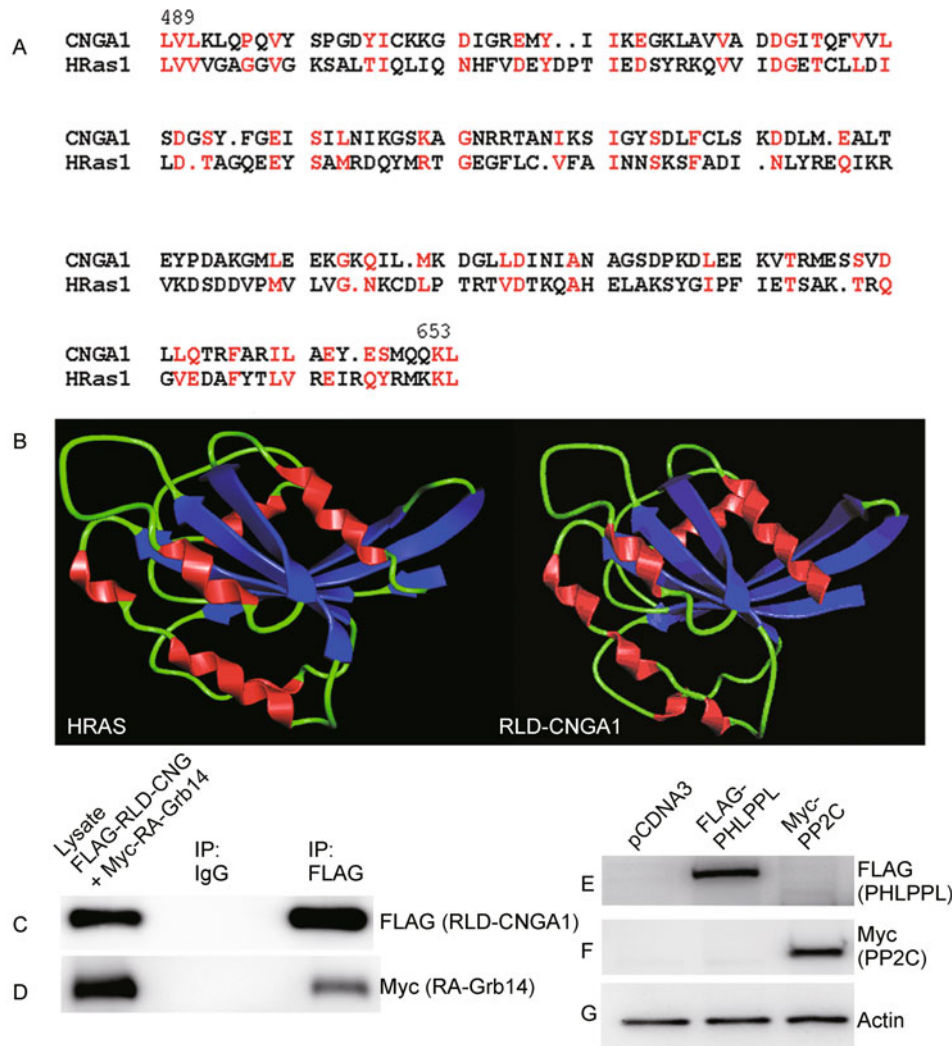 489
A
CNGA1 LVLKLQPQVY SPGDYICKKG DIGREMY..I IKEGKLAVVA DDGITQFVVL
HRas1 LVVVGAGGVG KSALTIQLIQ NHFVDEYDPT IEDSYRKQVV IDGETCLLDI
CNGA1 SDGSY.FGEI SILNIKGSKA GNRRTANIKS IGYSDLFCLS KDDLM.EALT
HRas1 LD.TAGQEEY SAMRDQYMRT GEGFLC.VFA INNSKSFADI .NLYREQIKR
CNGA1 EYPDAKGMLE EKGKQIL.MK DGLLDINIAN AGSDPKDLEE KVTRMESSVD
HRas1 VKDSDDVPMV LVG.NKCDLP TRTVDTKQAH ELAKSYGIPF IETSAK.TRQ
653
CNGA1 LLQTRFARIL AEY.ESMQQKL
HRas1 GVEDAFYTLV REIRQYRMKKL
B
HRAS
RLD-CNGA1
Lysate
FLAG-RLD-CNG
+ Myc-RA-Grb14
IP:
IgG
IP:
FLAG
C
FLAG (RLD-CNGA1)
D
Myc (RA-Grb14)
pCDNA3
FLAG-
PHLPPL
Myc-
PP2C
E
FLAG
(PHLPPL)
F
Myc
(PP2C)
G
Actin